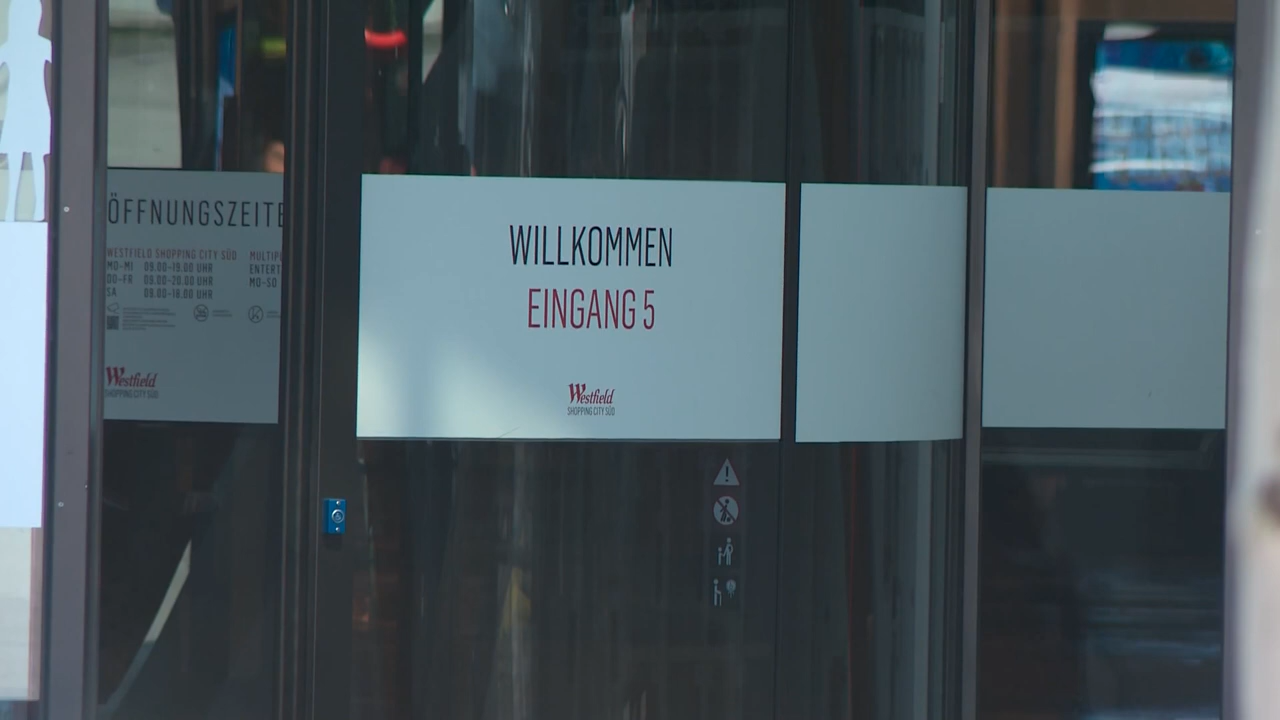 ÖFFNUNGSZEITE
WESTFIELD SHOPPING CITY SÜD
MO-MI 09.00-19.00 UHR
DO-FR 09.00-20.00 UHR
SA 09.00-18.00 UHR
MULTIPL
ENTERT
MO-SO
Westfield
SHOPPING CITY SÜD
WILLKOMMEN
EINGANG 5
Westfield
SHOPPING CITY SÜD